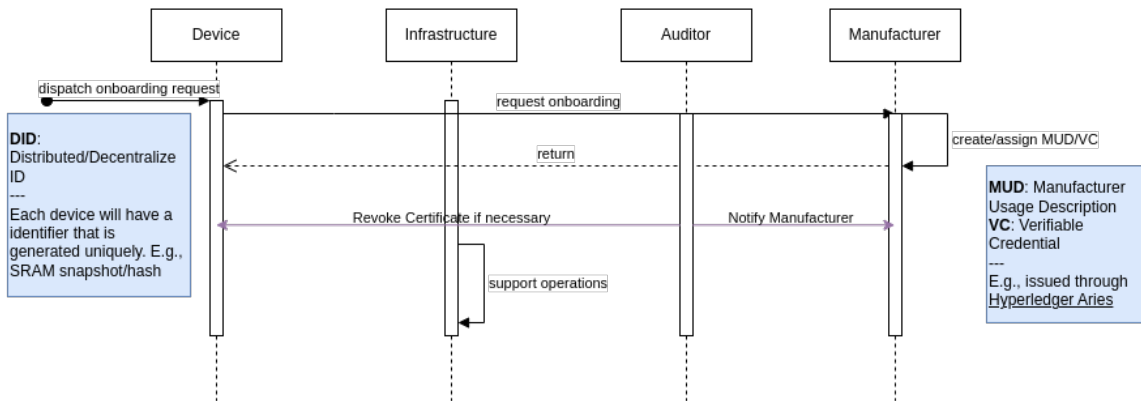 Device
Infrastructure
Auditor
Manufacturer
dispatch onboarding request
request onboarding
create/assign MUD/VC
return
DID:
Distributed/Decentralize
ID
---
Each device will have a
identifier that is
generated uniquely. E.g.,
SRAM snapshot/hash
Revoke Certificate if necessary
Notify Manufacturer
support operations
MUD: Manufacturer
Usage Description
VC: Verifiable
Credential
---
E.g., issued through
Hyperledger Aries